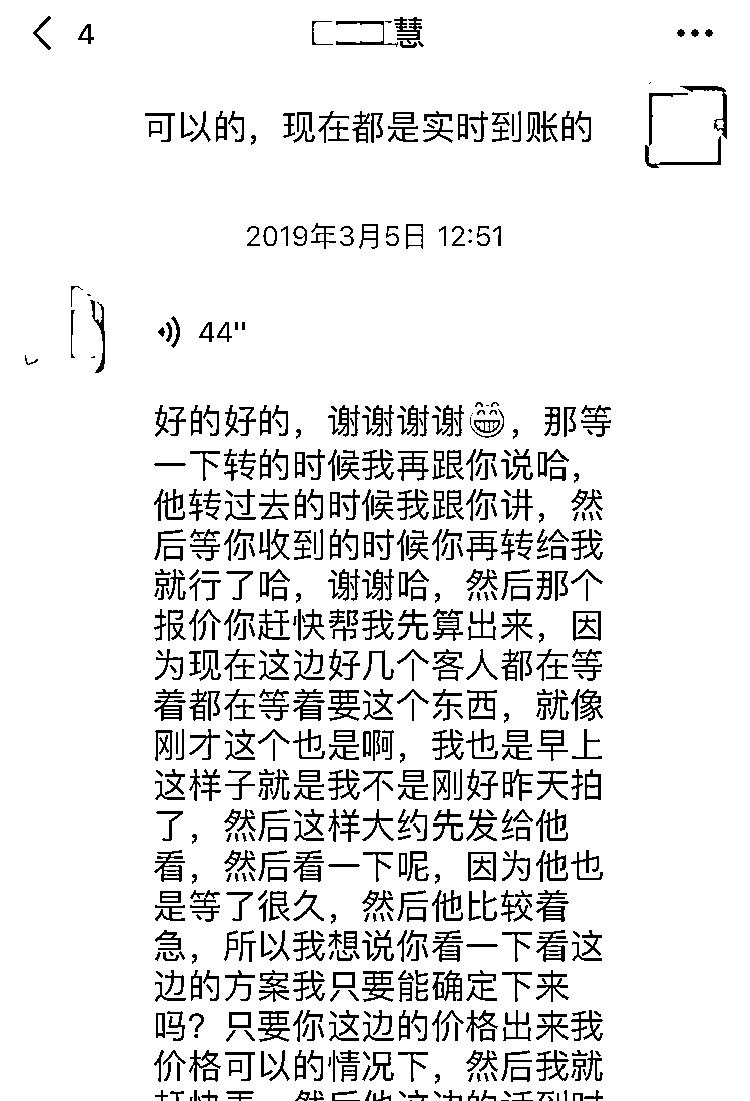 4
慧
可以的，现在都是实时到账的
2019年3月5日 12:51
44"
好的好的，谢谢谢谢😁，那等
一下转的时候我再跟你说哈，
他转过去的时候我跟你讲，然
后等你收到的时候你再转给我
就行了哈，谢谢哈，然后那个
报价你赶快帮我先算出来，因
为现在这边好几个客人都在等
着都在等着要这个东西，就像
刚才这个也是啊，我也是早上
这样子就是我不是刚好昨天拍
了，然后这样大约先发给他
看，然后看一下呢，因为他也
是等了很久，然后他比较着
急，所以我想说你看一下看这
边的方案我只要能确定下来
吗？只要你这边的价格出来我
价格可以的情况下，然后我就